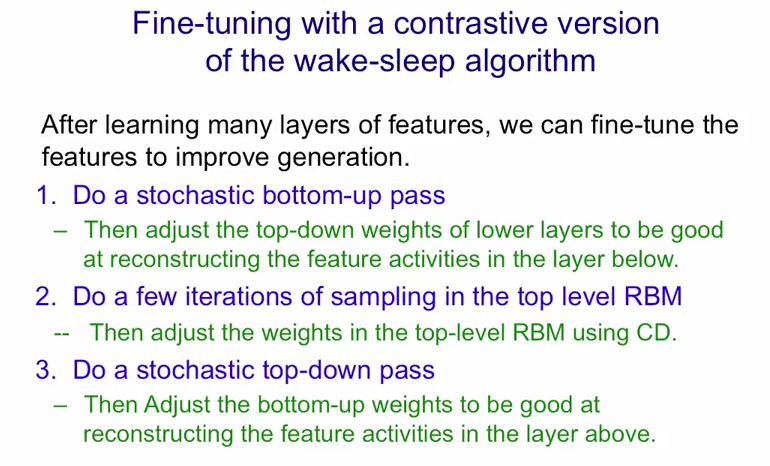 Fine-tuning with a contrastive version
of the wake-sleep algorithm
After learning many layers of features, we can fine-tune the
features to improve generation.
1. Do a stochastic bottom-up pass
– Then adjust the top-down weights of lower layers to be good
at reconstructing the feature activities in the layer below.
2. Do a few iterations of sampling in the top level RBM
-- Then adjust the weights in the top-level RBM using CD.
3. Do a stochastic top-down pass
– Then Adjust the bottom-up weights to be good at
reconstructing the feature activities in the layer above.